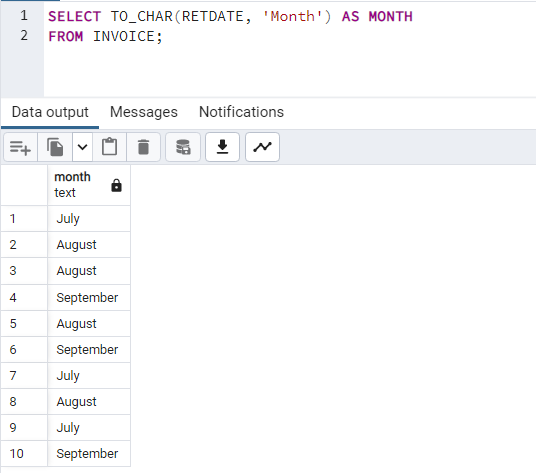 1 SELECT TO_CHAR(RETDATE, 'Month') AS MONTH
2 FROM INVOICE;
Data output Messages Notifications
month
text
1 July
2 August
3 August
4 September
5 August
6 September
7 July
8 August
9 July
10 September